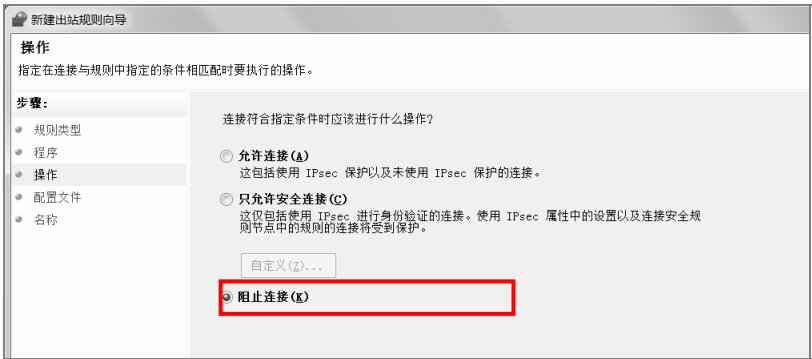 新建出站规则向导
操作
指定在连接与规则中指定的条件相匹配时要执行的操作。
步骤:
规则类型
程序
操作
配置文件
名称
连接符合指定条件时应该进行什么操作?
允许连接(A)
这包括使用 IPsec 保护以及未使用 IPsec 保护的连接。
只允许安全连接(C)
这仅包括使用 IPsec 进行身份验证的连接。使用 IPsec 属性中的设置以及连接安全规
则节点中的规则的连接将受到保护。
自定义(Z)...
阻止连接(K)